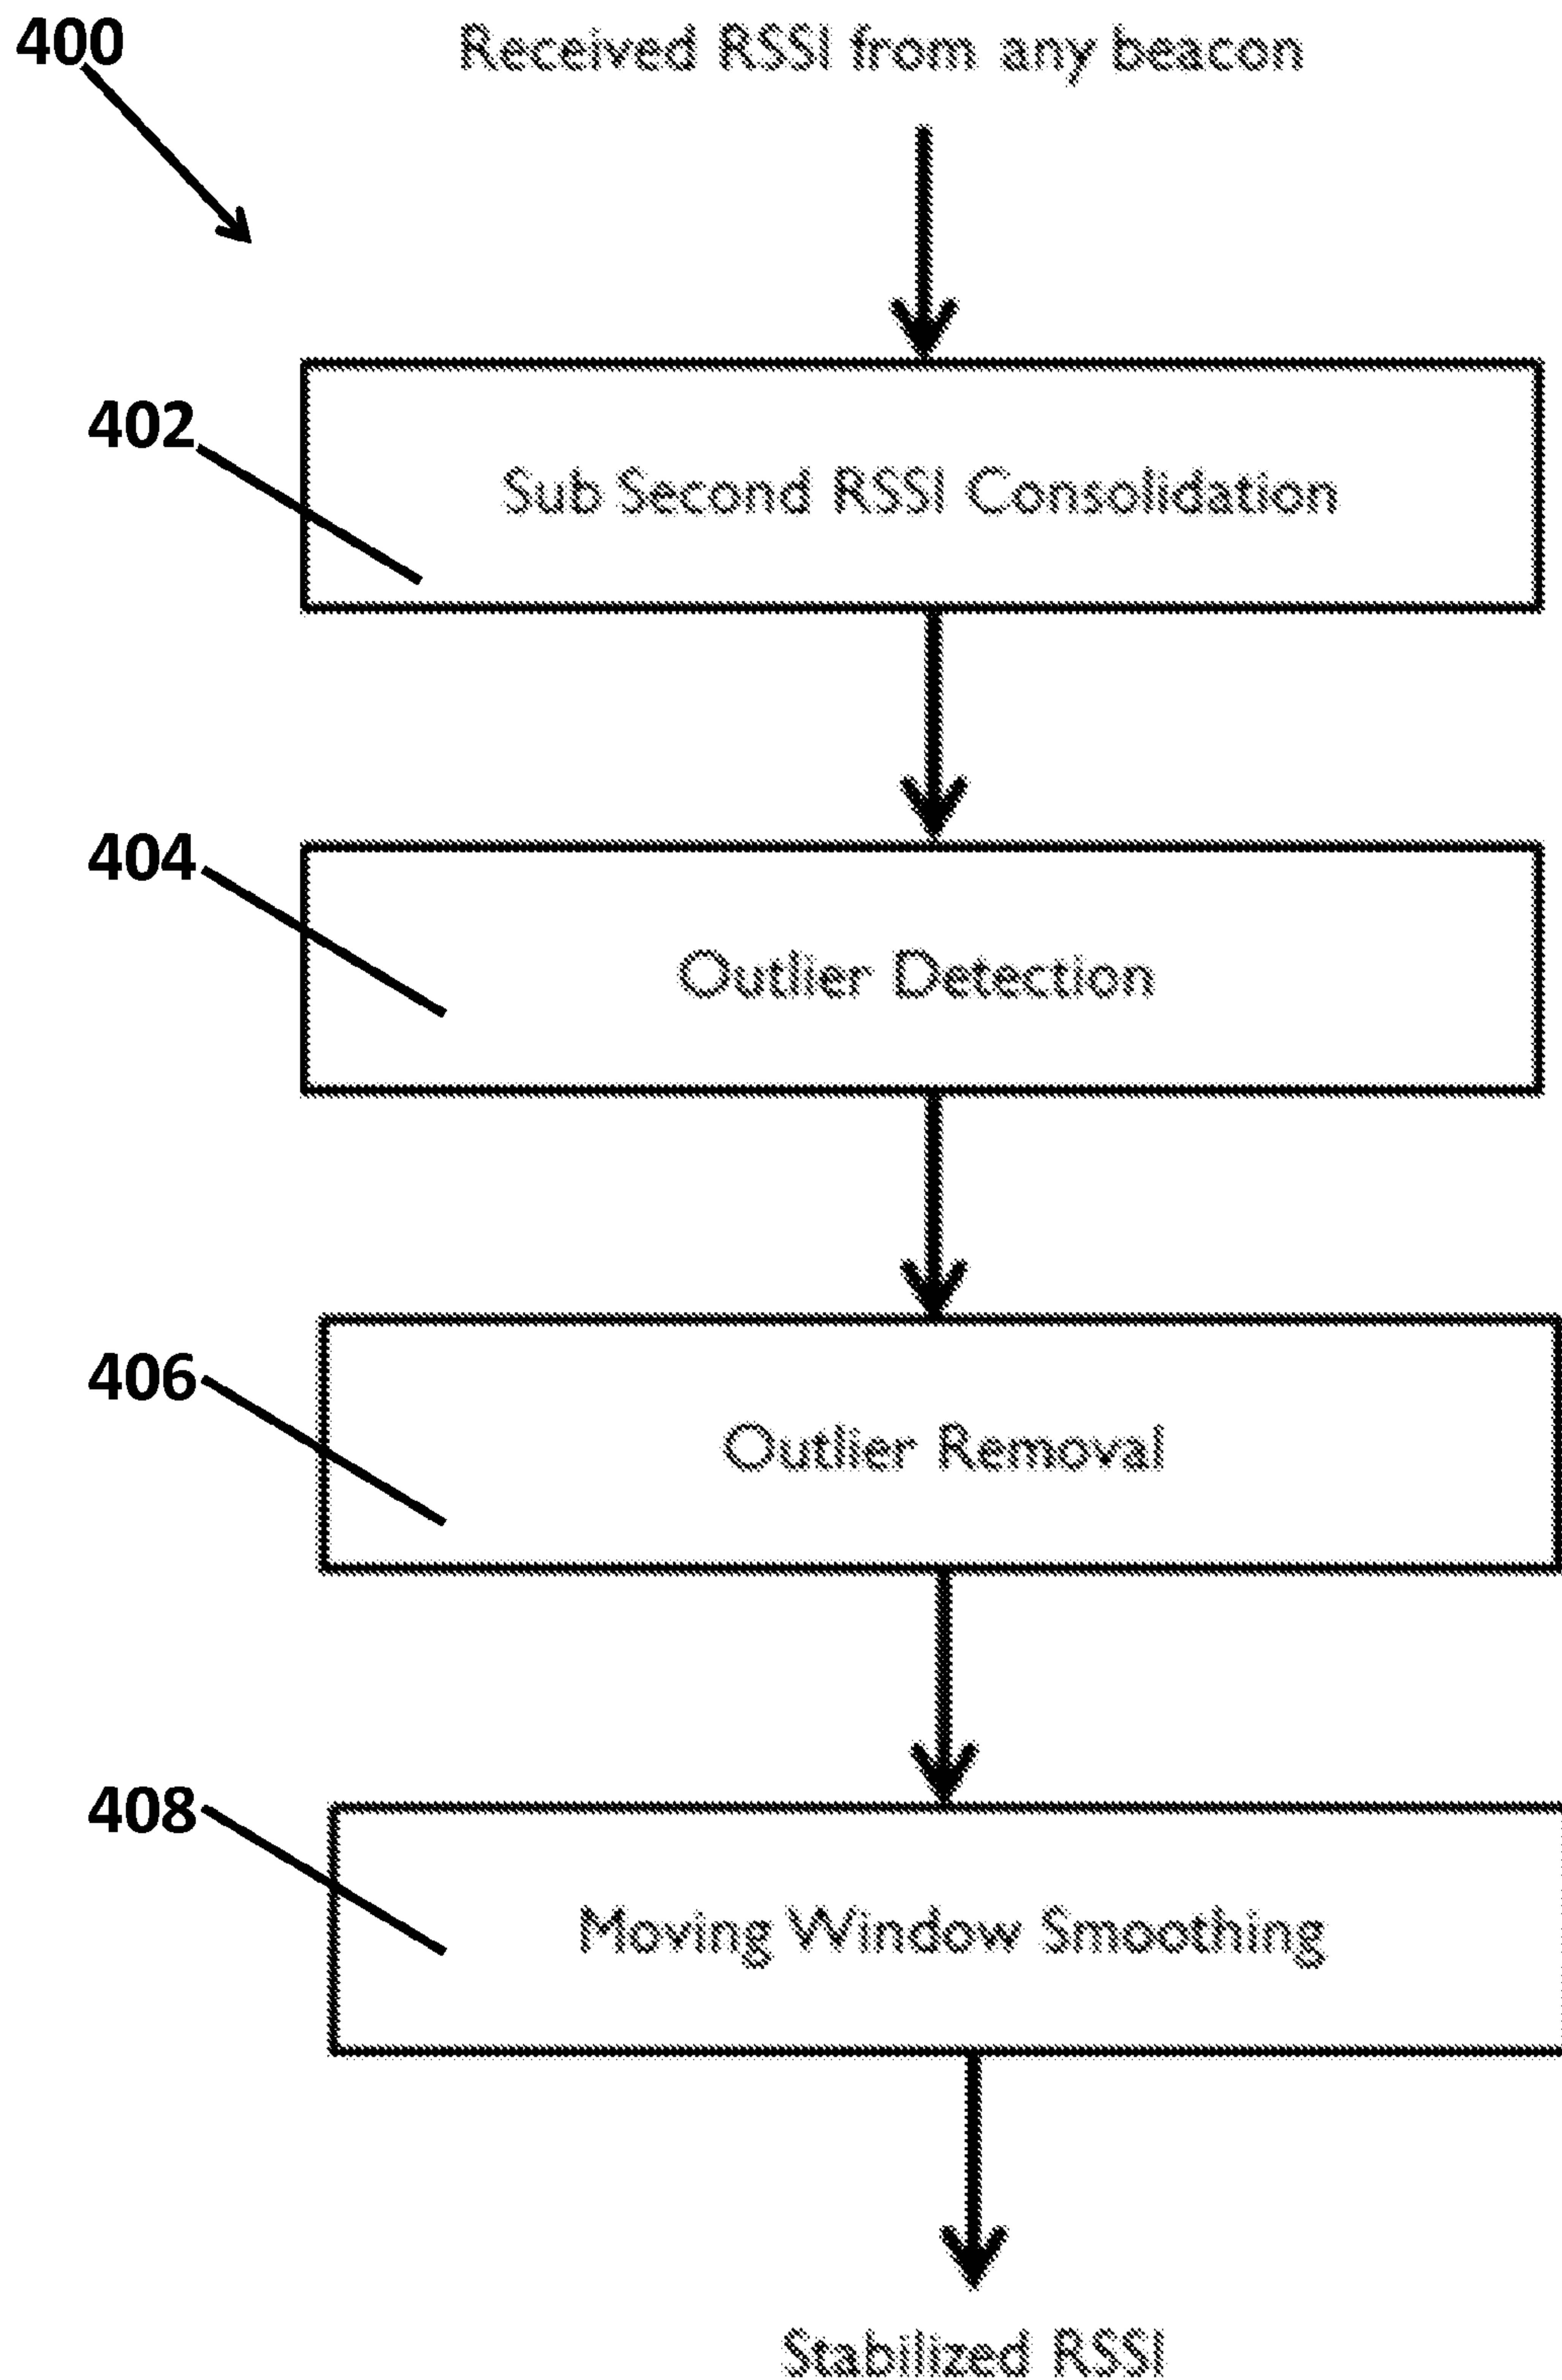 400
Received RSSI from any beacon
402
Sub Second RSSI Consolidation
404
Outlier Detection
406
Outlier Removal
408
Moving Window Smoothing
Stabilized RSSI